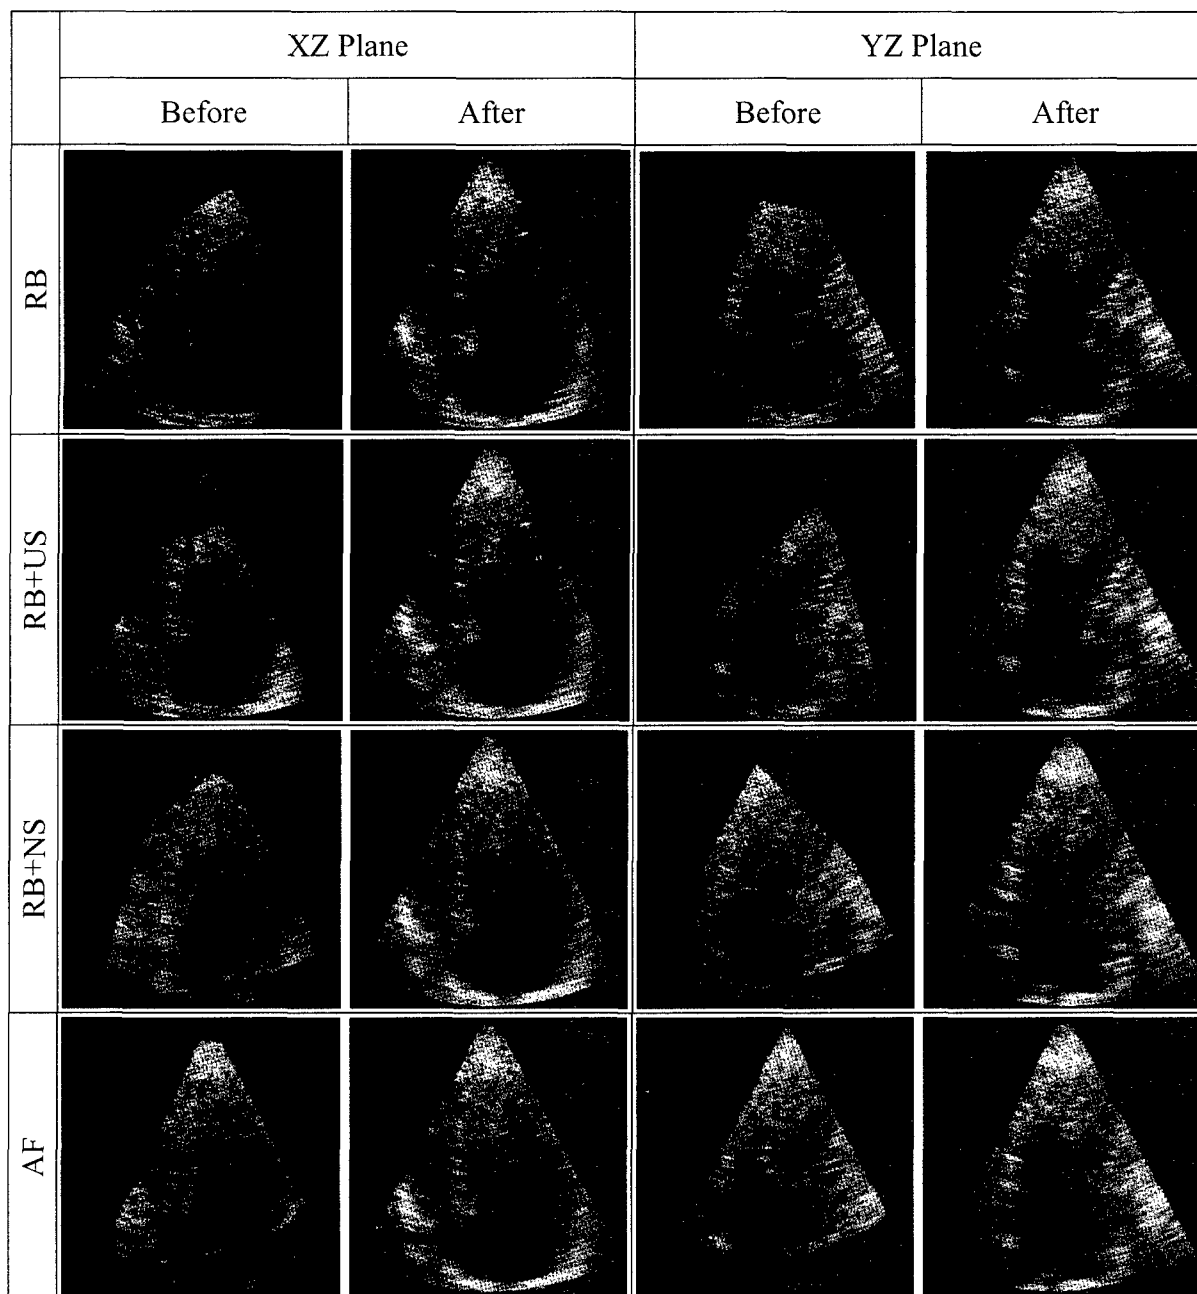 XZ Plane
YZ Plane
Before
After
Before
After
RB
RB+US
RB+NS
AF